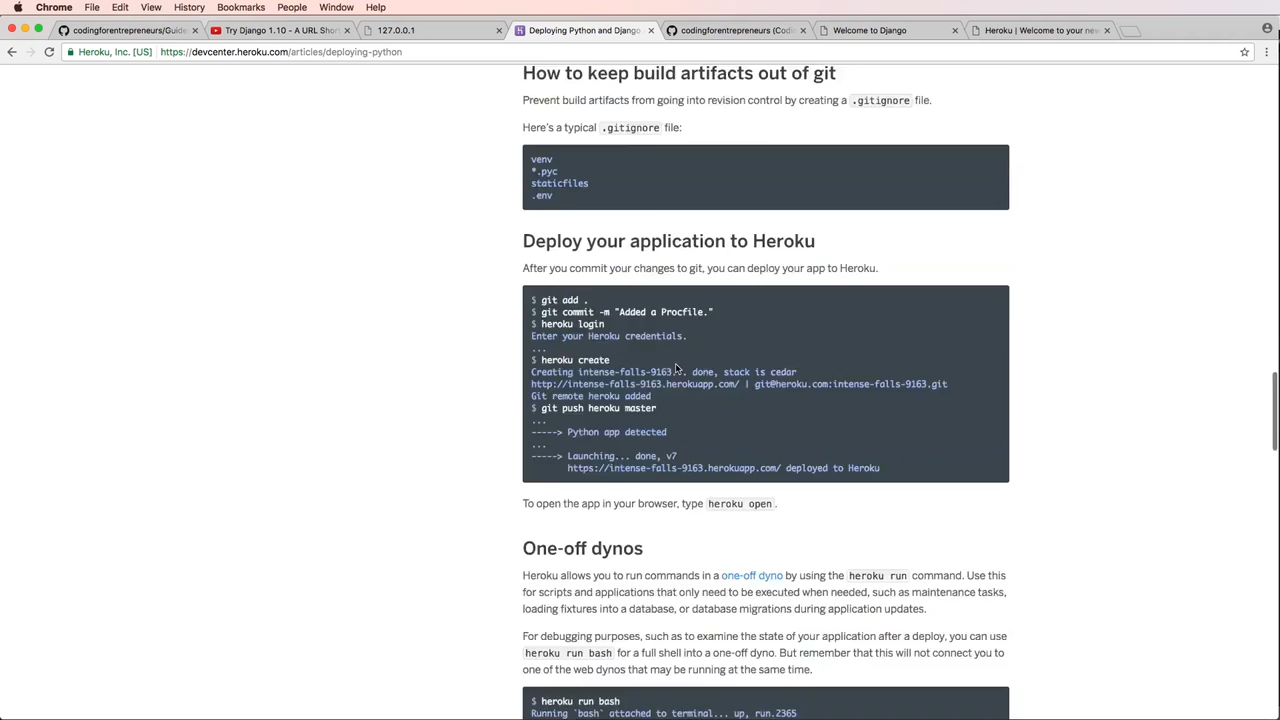 Chrome File Edit View History Bookmarks People Window Help
codingforentrepreneurs/Guide
Try Django 1.10 - A URL Short
127.0.0.1
Deploying Python and Django
codingforentrepreneurs (Codi
Welcome to Django
Heroku | Welcome to your new
Heroku, Inc. [US] https://devcenter.heroku.com/articles/deploying-python
How to keep build artifacts out of git
Prevent build artifacts from going into revision control by creating a .gitignore file.
Here's a typical .gitignore file:
venv
*.pyc
staticfiles
.env
Deploy your application to Heroku
After you commit your changes to git, you can deploy your app to Heroku.
$ git add .
$ git commit -m "Added a Procfile."
$ heroku login
Enter your Heroku credentials.
...
$ heroku create
Creating intense-falls-9163... done, stack is cedar
http://intense-falls-9163.herokuapp.com/ | git@heroku.com:intense-falls-9163.git
Git remote heroku added
$ git push heroku master
...
-----> Python app detected
...
-----> Launching... done, v7
https://intense-falls-9163.herokuapp.com/ deployed to Heroku
To open the app in your browser, type heroku open.
One-off dynos
Heroku allows you to run commands in a one-off dyno by using the heroku run command. Use this
for scripts and applications that only need to be executed when needed, such as maintenance tasks,
loading fixtures into a database, or database migrations during application updates.
For debugging purposes, such as to examine the state of your application after a deploy, you can use
heroku run bash for a full shell into a one-off dyno. But remember that this will not connect you to
one of the web dynos that may be running at the same time.
$ heroku run bash
Running `bash` attached to terminal... up, run.2365